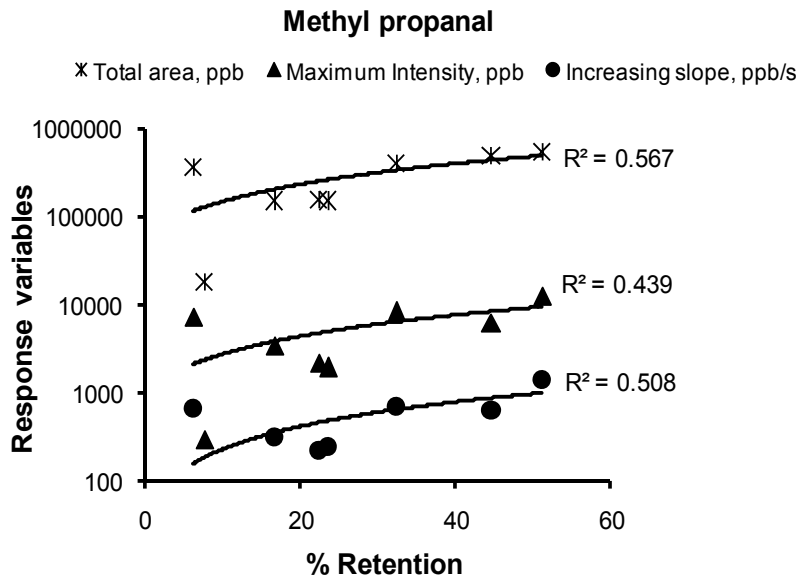 Methyl propanal
Total area, ppb Maximum Intensity, ppb Increasing slope, ppb/s
1000000
100000
10000
1000
100
Response variables
R² = 0.567
R² = 0.439
R² = 0.508
0 20 40 60
% Retention